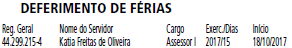 DEFERIMENTO DE FÉRIAS
Reg. Geral Nome do Servidor Cargo Exerc./Dias Início
44.299.215-4 Katia Freitas de Oliveira Assessor I 2017/15 18/10/2017